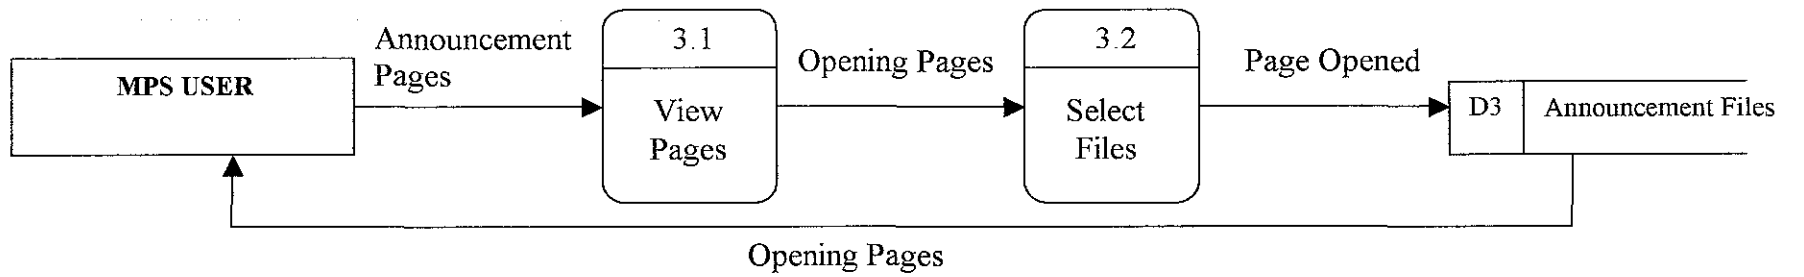 MPS USER
Announcement
Pages
3.1
View
Pages
Opening Pages
3.2
Select
Files
Page Opened
D3
Announcement Files
Opening Pages